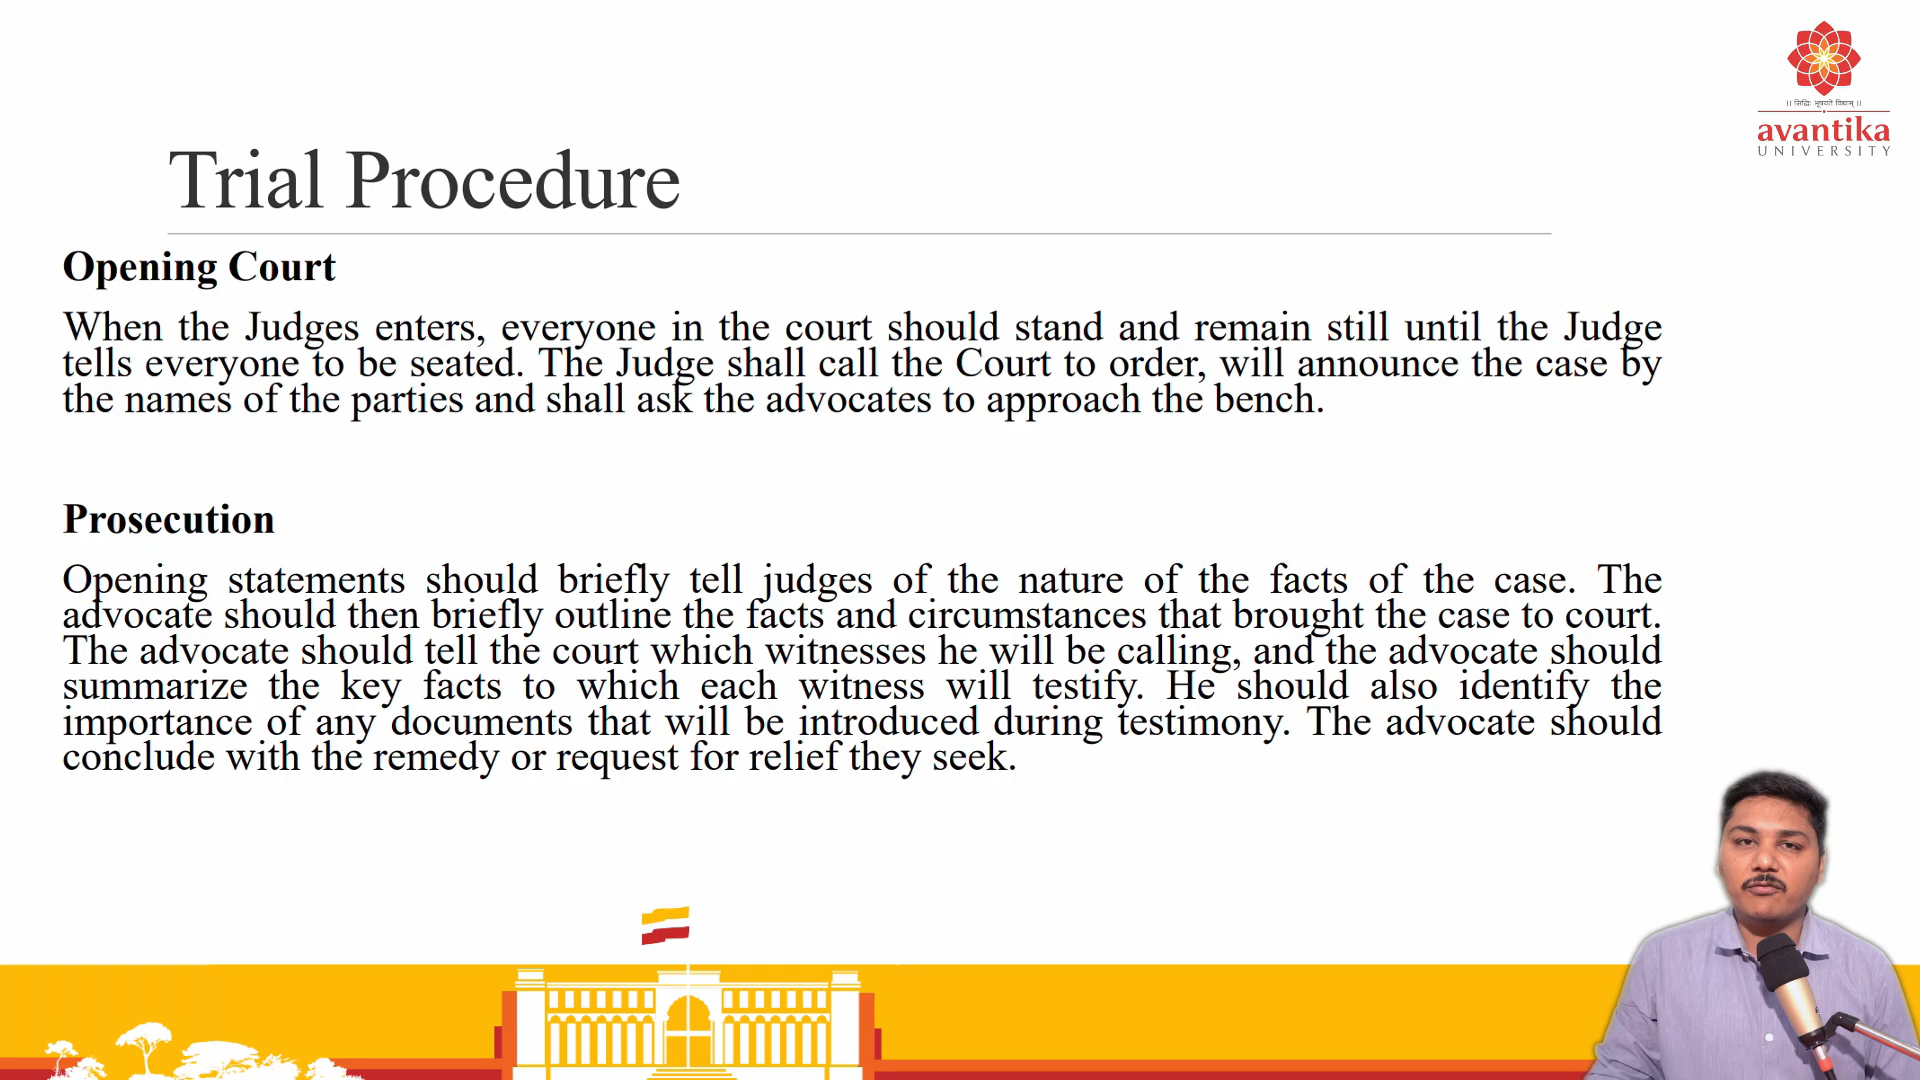 || सिद्धिः भूषयते विद्याम् ||
avantika
UNIVERSITY
Trial Procedure
Opening Court
When the Judges enters, everyone in the court should stand and remain still until the Judge
tells everyone to be seated. The Judge shall call the Court to order, will announce the case by
the names of the parties and shall ask the advocates to approach the bench.
Prosecution
Opening statements should briefly tell judges of the nature of the facts of the case. The
advocate should then briefly outline the facts and circumstances that brought the case to court.
The advocate should tell the court which witnesses he will be calling, and the advocate should
summarize the key facts to which each witness will testify. He should also identify the
importance of any documents that will be introduced during testimony. The advocate should
conclude with the remedy or request for relief they seek.